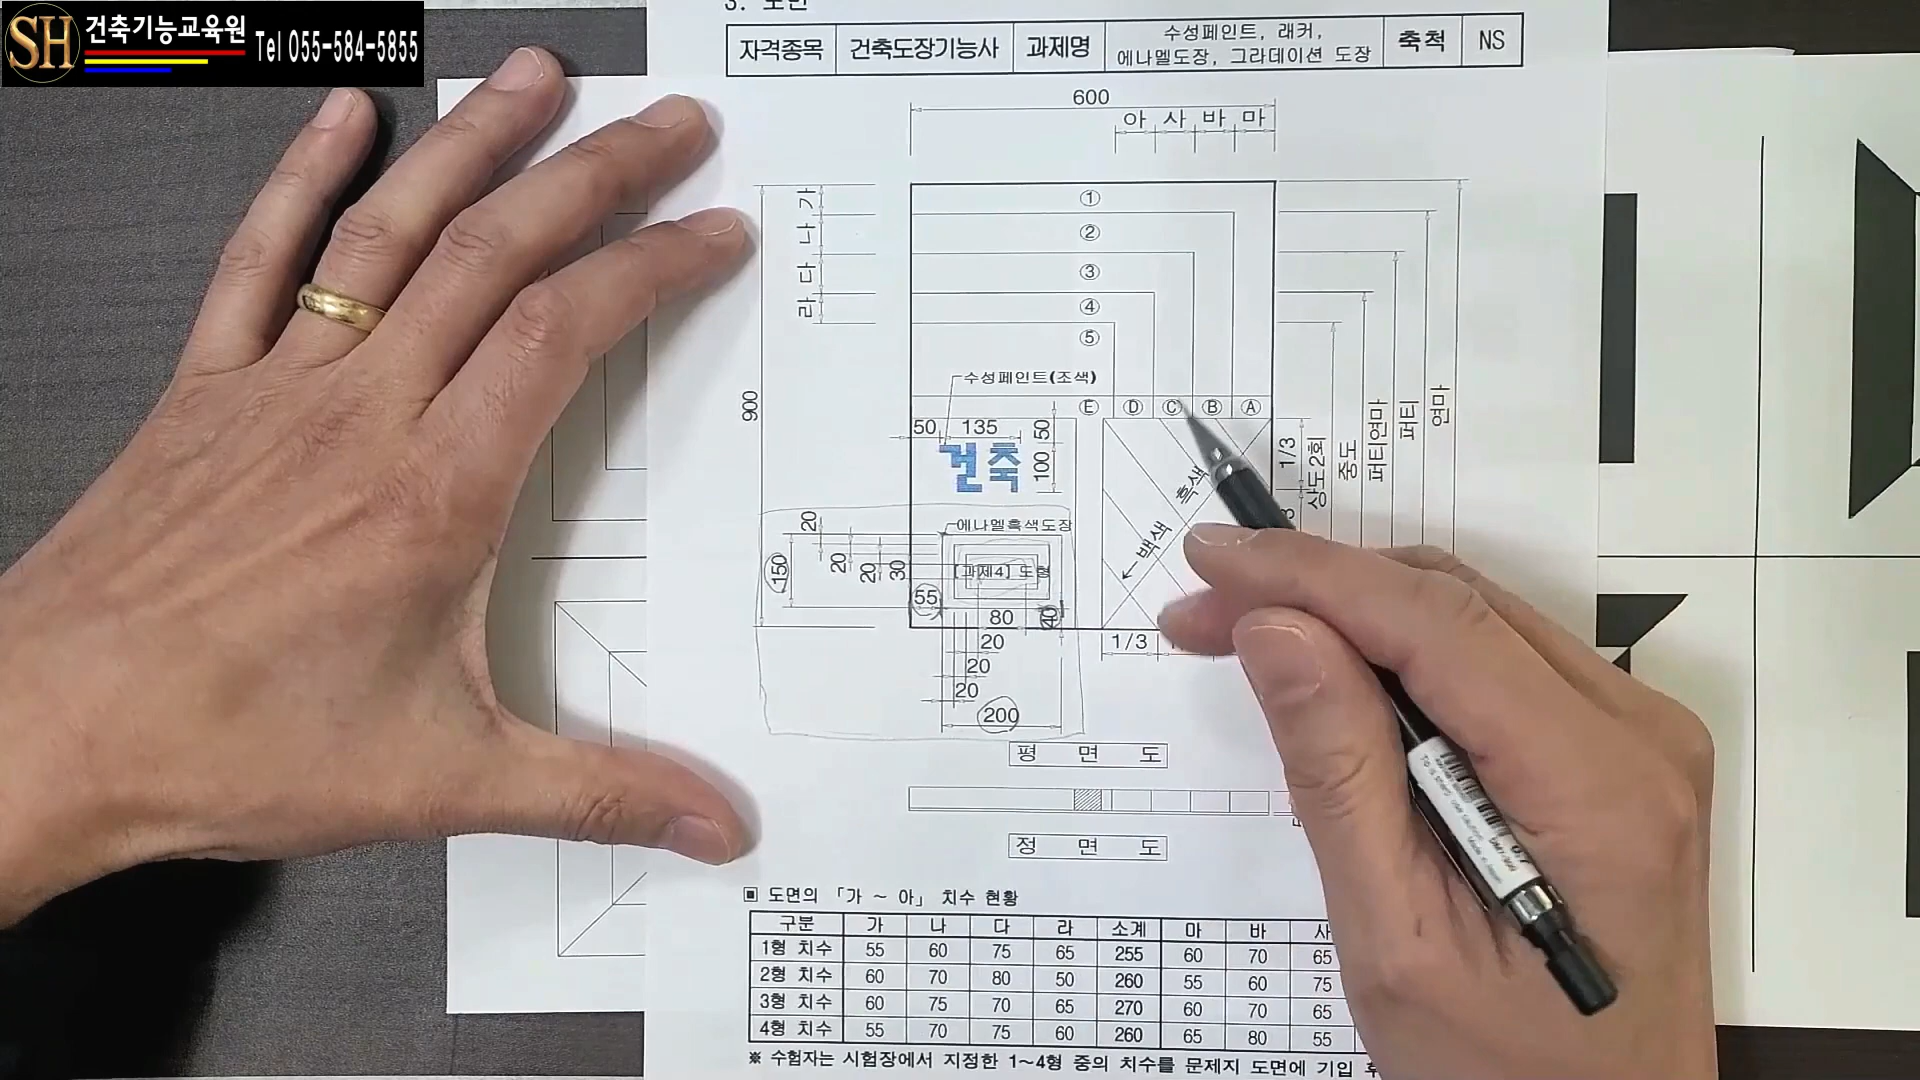 SH 건축기능교육원 Tel 055-584-5855
3. 도면
자격종목 건축도장기능사 과제명 수성페인트, 래커, 에나멜도장, 그라데이션 도장 축척 NS
600
아 사 바 마
가
나
다
라
①
②
③
④
⑤
900
수성페인트(조색)
Ⓔ Ⓓ Ⓒ Ⓑ Ⓐ
50 135 50
100
건축
1/3
상도2회
중도
퍼티연마
퍼티
연마
흑색
백색
에나멜흑색도장
20
20
20
30
150
[과제4] 도형
55
80
40
20
20
20
200
1/3
평 면 도
정 면 도
▣ 도면의 「가 ~ 아」 치수 현황
구분 가 나 다 라 소계 마 바 사
1형 치수 55 60 75 65 255 60 70 65
2형 치수 60 70 80 50 260 55 60 75
3형 치수 60 75 70 65 270 60 70 65
4형 치수 55 70 75 60 260 65 80 55
※ 수험자는 시험장에서 지정한 1~4형 중의 치수를 문제지 도면에 기입
0.7